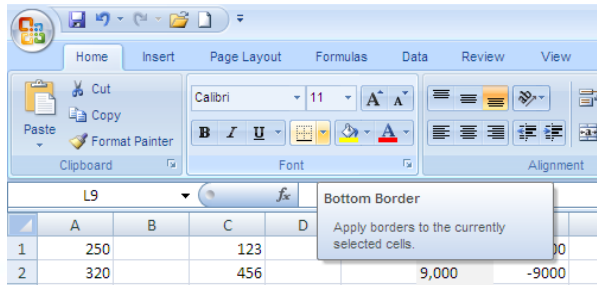 Home Insert Page Layout Formulas Data Review View
Cut
Copy
Paste
Format Painter
Calibri 11 A A
B I U A
Clipboard Font Alignment
L9 fx
Bottom Border
Apply borders to the currently
selected cells.
A B C D
1 250 123
2 320 456 9,000 -9000